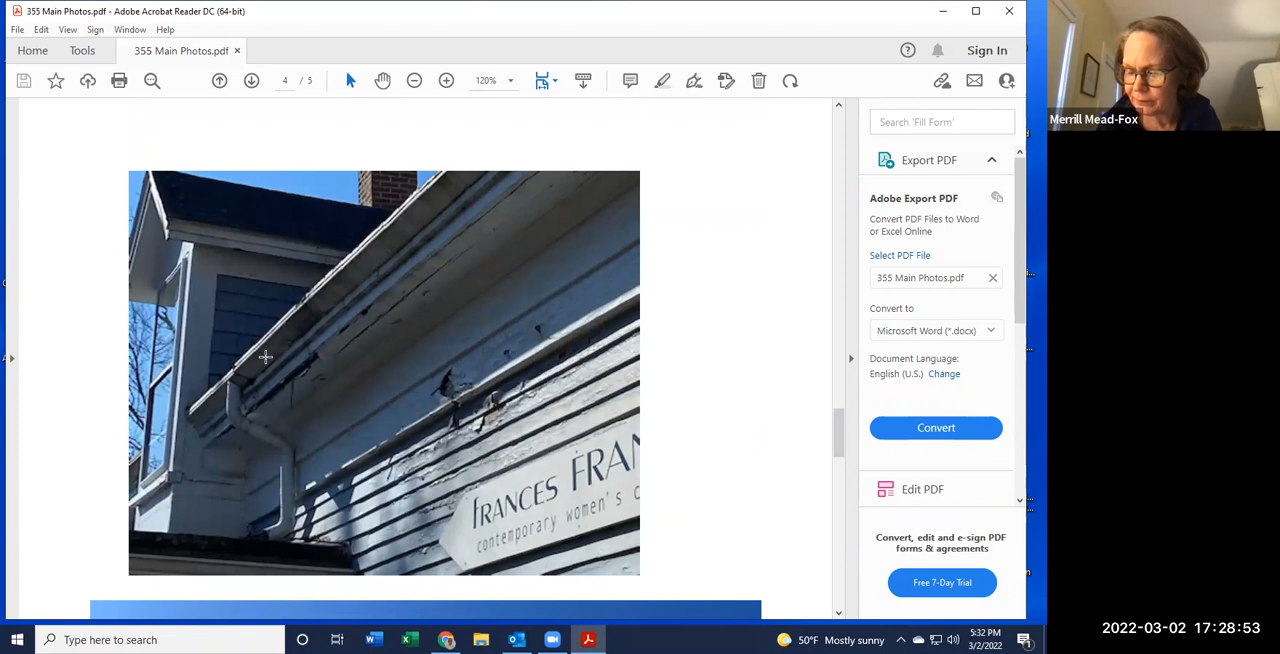 355 Main Photos.pdf - Adobe Acrobat Reader DC (64-bit)
File Edit View Sign Window Help
Home Tools 355 Main Photos.pdf × Sign In
4 / 5 120%
Merrill Mead-Fox
Search 'Fill Form'
Export PDF
Adobe Export PDF
Convert PDF Files to Word
or Excel Online
Select PDF File
355 Main Photos.pdf
Convert to
Microsoft Word (*.docx)
Document Language:
English (U.S.) Change
Convert
Edit PDF
Convert, edit and e-sign PDF
forms & agreements
Free 7-Day Trial
FRANCES FRAN
contemporary women's c
Type here to search
50°F Mostly sunny
5:32 PM
3/2/2022
1
2022-03-02 17:28:53